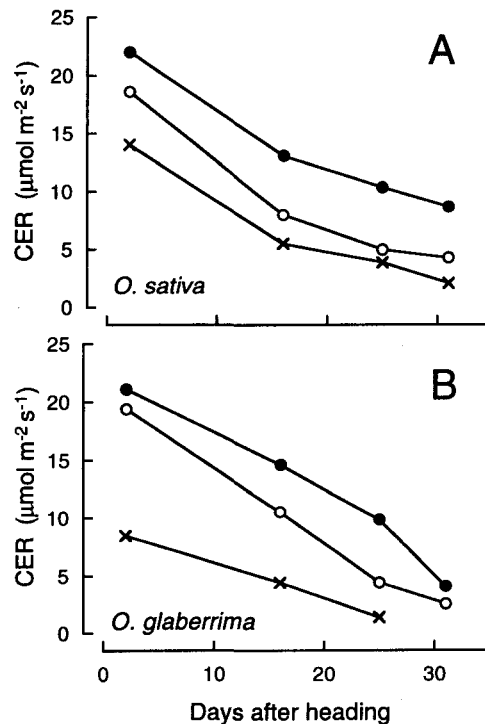 25
A
20
15
10
5
0
CER (μmol m⁻² s⁻¹)
O. sativa
25
B
20
15
10
5
0
CER (μmol m⁻² s⁻¹)
O. glaberrima
0 10 20 30
Days after heading